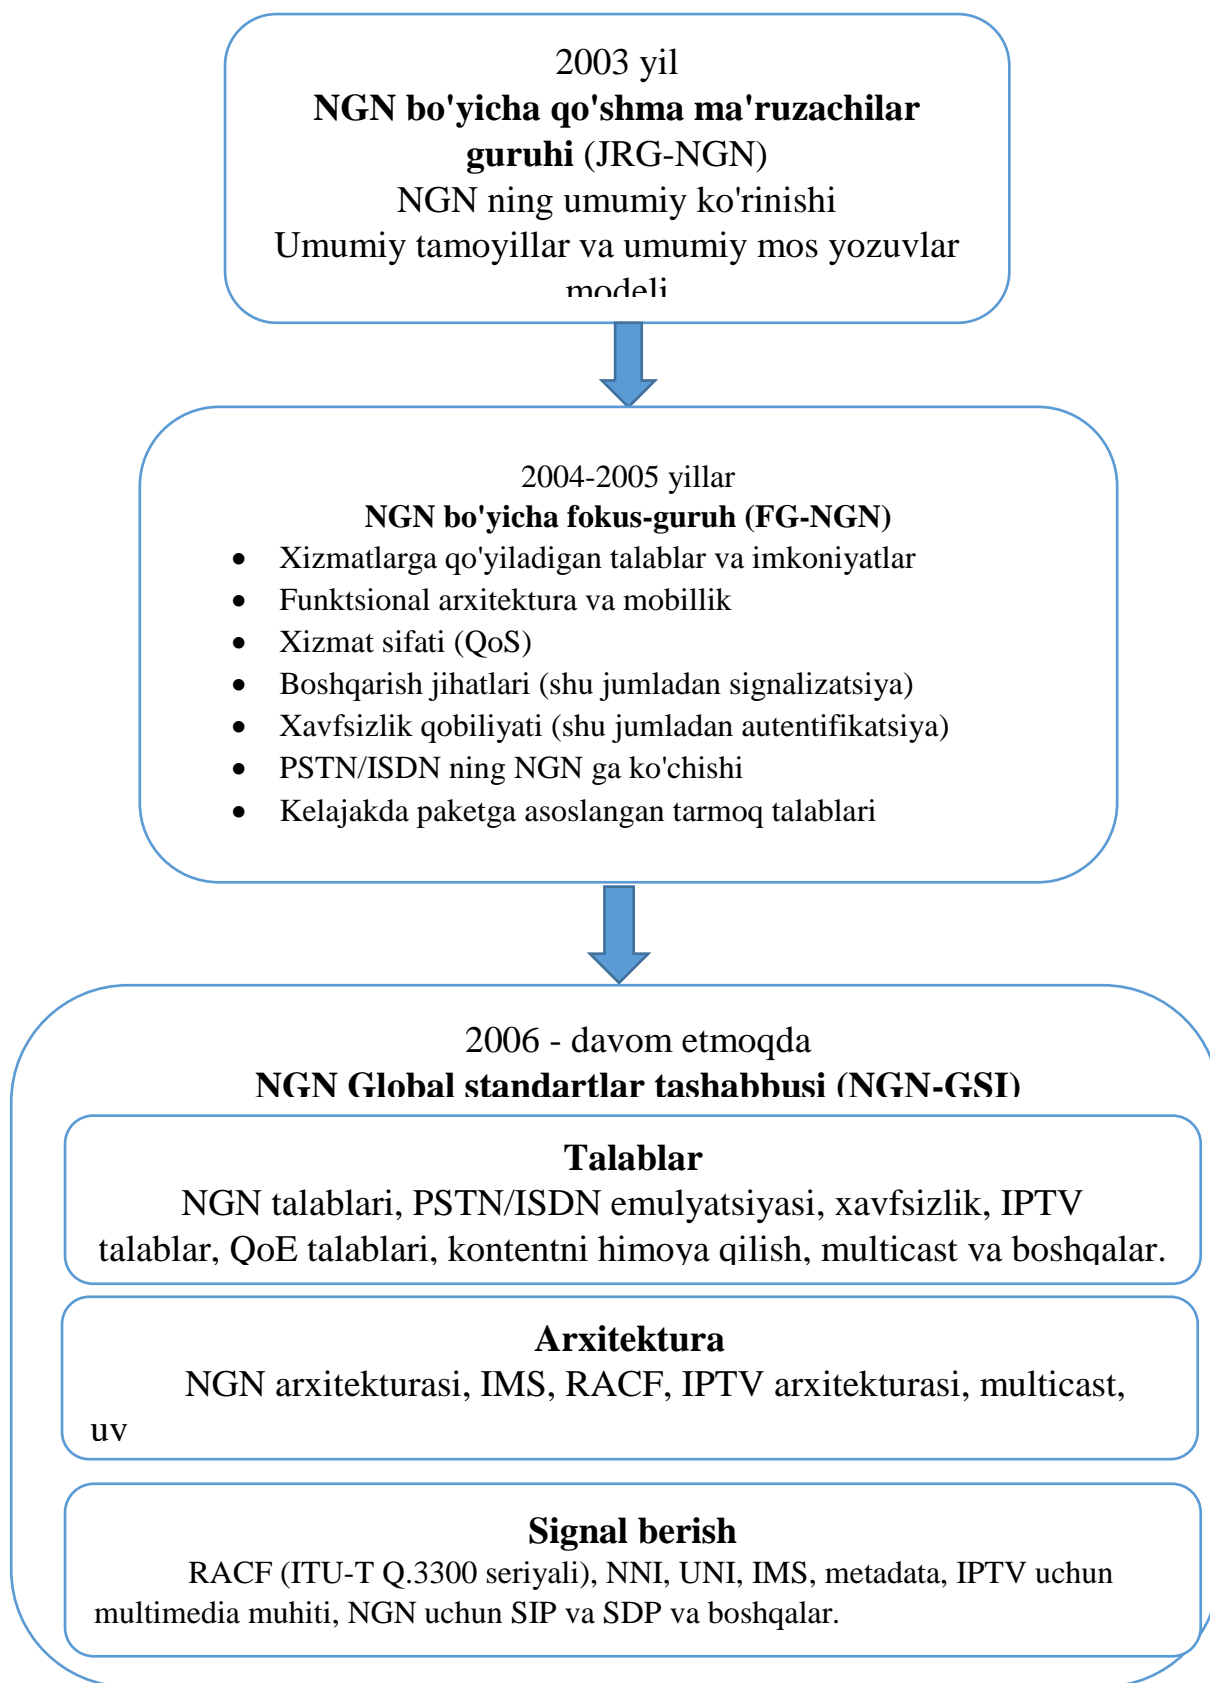 2003 yil
NGN bo'yicha qo'shma ma'ruzachilar
guruhi (JRG-NGN)
NGN ning umumiy ko'rinishi
Umumiy tamoyillar va umumiy mos yozuvlar
modeli
2004-2005 yillar
NGN bo'yicha fokus-guruh (FG-NGN)
• Xizmatlarga qo'yiladigan talablar va imkoniyatlar
• Funktsional arxitektura va mobillik
• Xizmat sifati (QoS)
• Boshqarish jihatlari (shu jumladan signalizatsiya)
• Xavfsizlik qobiliyati (shu jumladan autentifikatsiya)
• PSTN/ISDN ning NGN ga ko'chishi
• Kelajakda paketga asoslangan tarmoq talablari
2006 - davom etmoqda
NGN Global standartlar tashabbusi (NGN-GSI)
Talablar
NGN talablari, PSTN/ISDN emulyatsiyasi, xavfsizlik, IPTV
talablar, QoE talablari, kontentni himoya qilish, multicast va boshqalar.
Arxitektura
NGN arxitekturasi, IMS, RACF, IPTV arxitekturasi, multicast,
uv
Signal berish
RACF (ITU-T Q.3300 seriyali), NNI, UNI, IMS, metadata, IPTV uchun
multimedia muhiti, NGN uchun SIP va SDP va boshqalar.